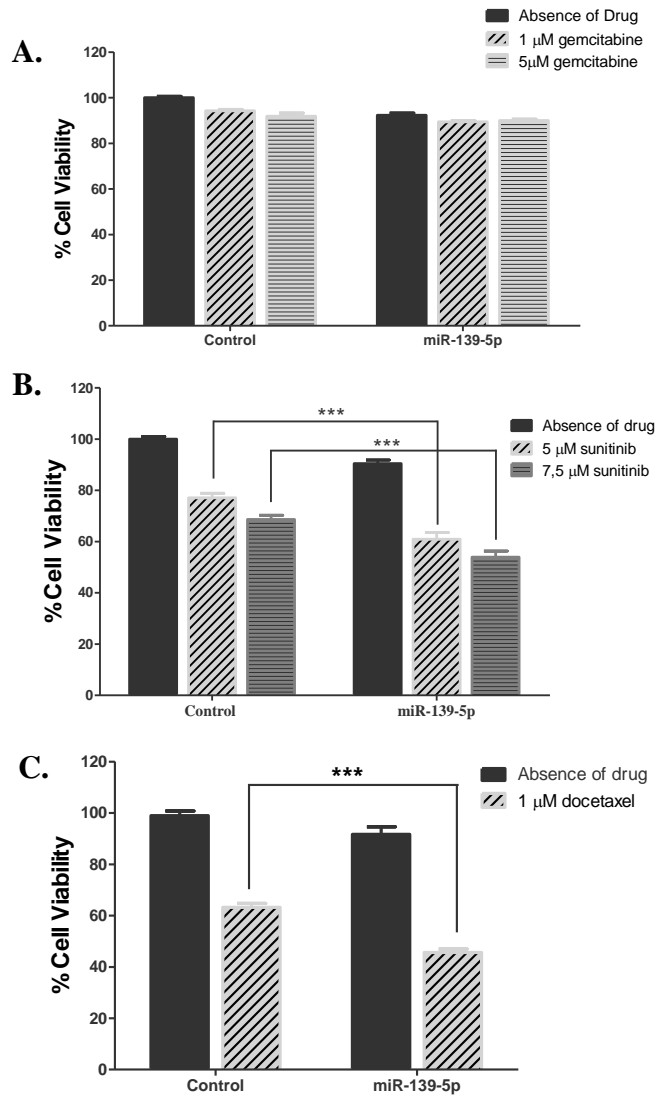 A.
Absence of Drug
1 μM gemcitabine
5μM gemcitabine
120
100
80
60
40
20
0
% Cell Viability
Control
miR-139-5p
B.
Absence of drug
5 μM sunitinib
7,5 μM sunitinib
***
***
120
100
80
60
40
20
0
%Cell Viability
Control
miR-139-5p
C.
Absence of drug
1 μM docetaxel
***
120
100
80
60
40
20
0
% Cell Viability
Control
miR-139-5p